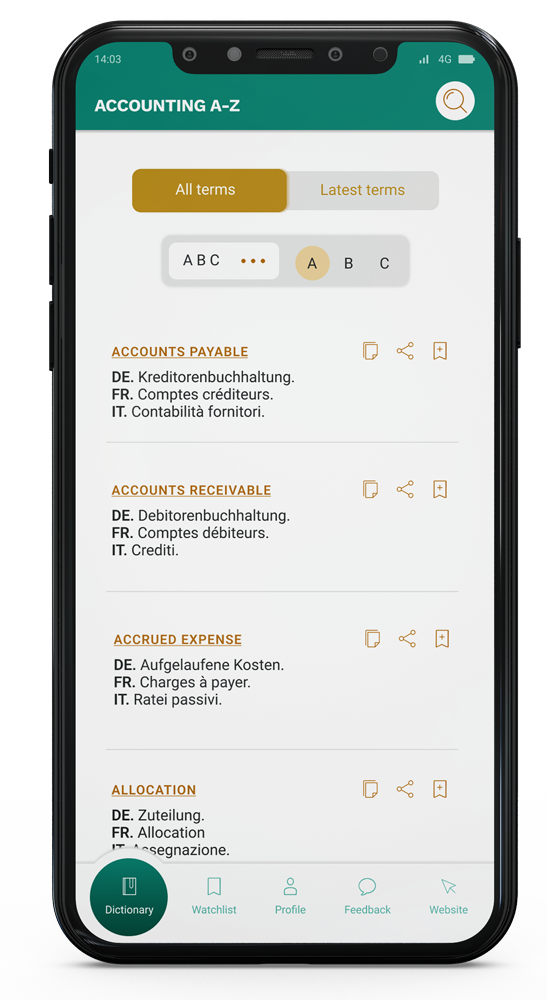 14:03
4G
ACCOUNTING A-Z
All terms
Latest terms
A B C
A B C
ACCOUNTS PAYABLE
DE. Kreditorenbuchhaltung.
FR. Comptes créditeurs.
IT. Contabilità fornitori.
ACCOUNTS RECEIVABLE
DE. Debitorenbuchhaltung.
FR. Comptes débiteurs.
IT. Crediti.
ACCRUED EXPENSE
DE. Aufgelaufene Kosten.
FR. Charges à payer.
IT. Ratei passivi.
ALLOCATION
DE. Zuteilung.
FR. Allocation
IT. Assegnazione.
Dictionary
Watchlist
Profile
Feedback
Website